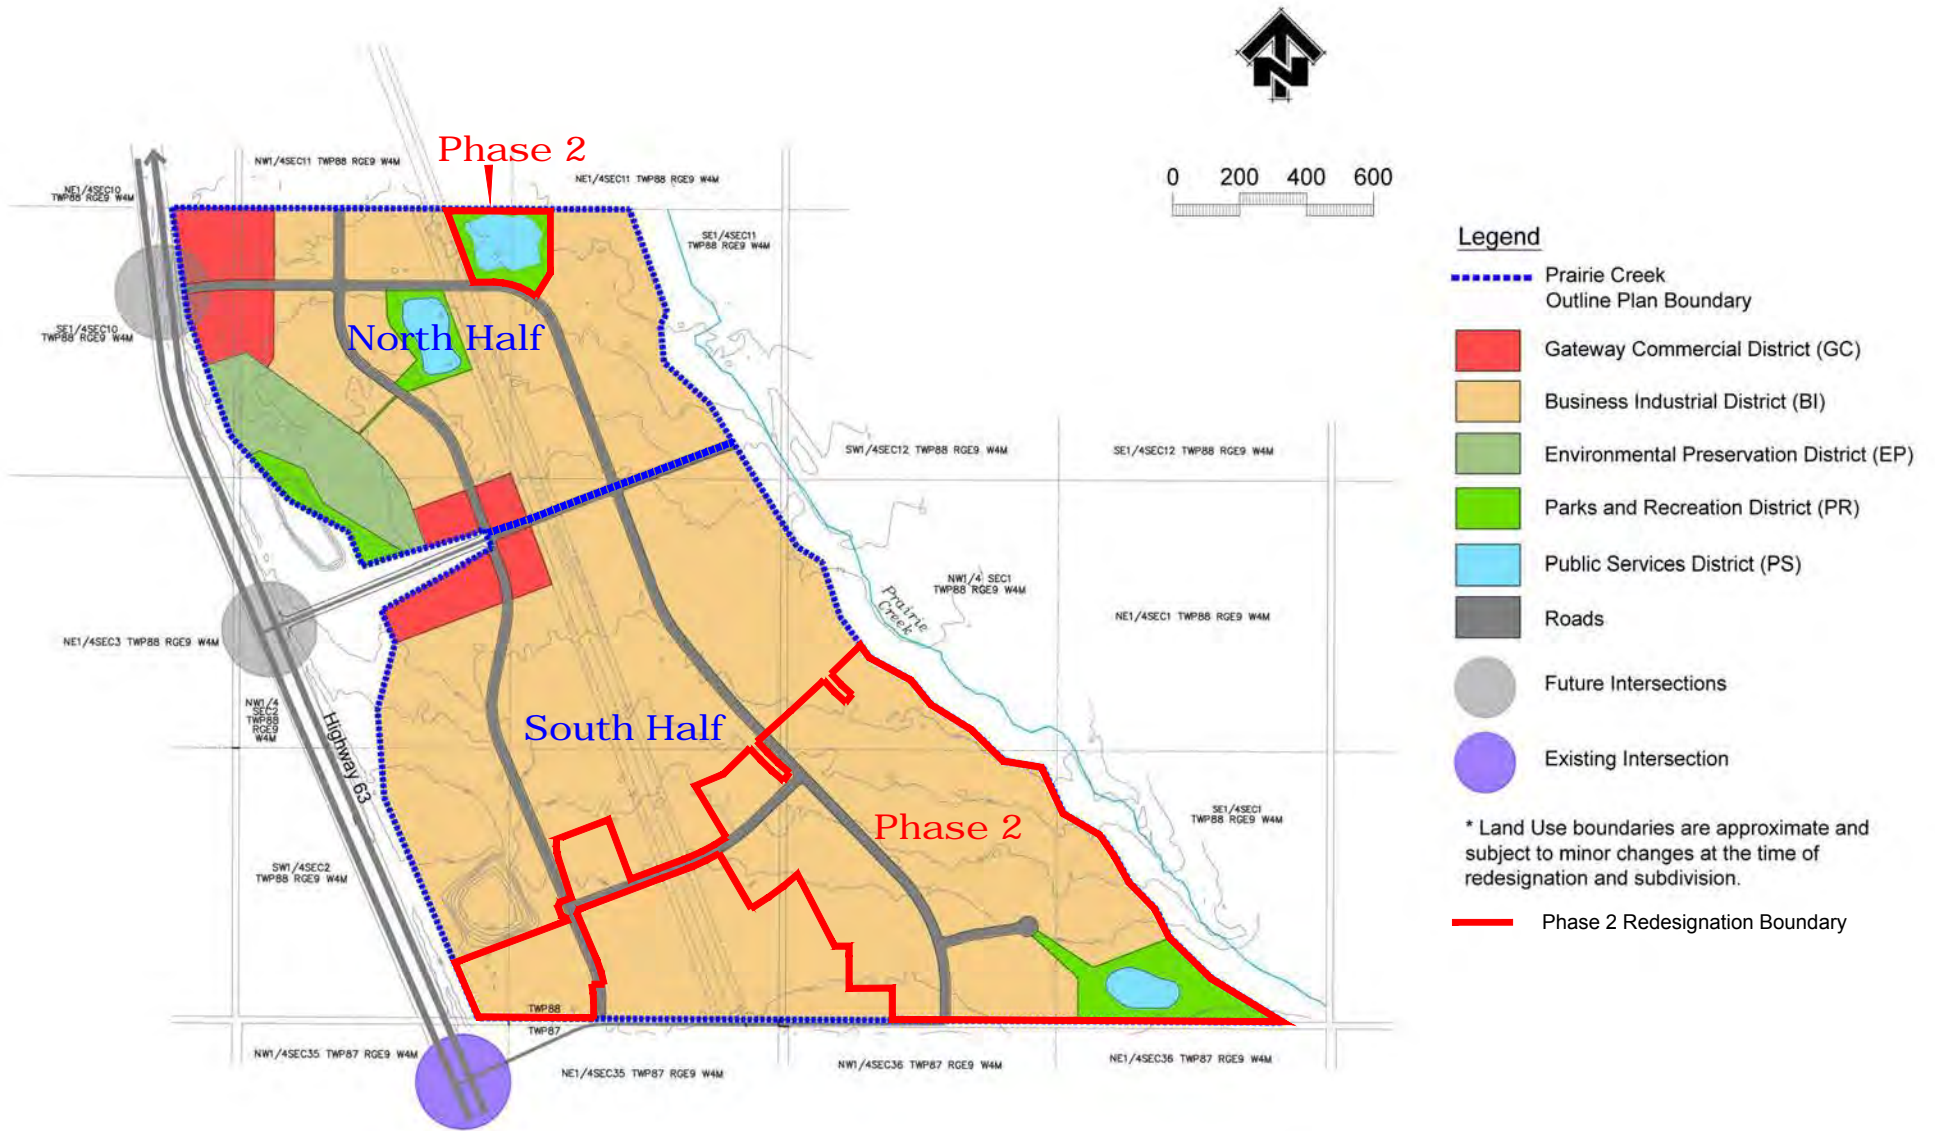 N
Phase 2
NW1/4SEC11 TWP88 RGE9 W4M
NE1/4SEC11 TWP88 RGE9 W4M
NE1/4SEC10
TWP88 RGE9 W4M
0 200 400 600
SE1/4SEC11
TWP88 RGE9 W4M
SE1/4SEC10
TWP88 RGE9 W4M
North Half
SW1/4SEC12 TWP88 RGE9 W4M
SE1/4SEC12 TWP88 RGE9 W4M
NW1/4 SEC1
TWP88 RGE9 W4M
Prairie
Creek
NE1/4SEC1 TWP88 RGE9 W4M
NE1/4SEC3 TWP88 RGE9 W4M
NW1/4
SEC2
TWP88
RGE9
W4M
Highway 63
South Half
Phase 2
SE1/4SEC1
TWP88 RGE9 W4M
SW1/4SEC2
TWP88 RGE9 W4M
TWP88
TWP87
NW1/4SEC35 TWP87 RGE9 W4M
NE1/4SEC35 TWP87 RGE9 W4M
NW1/4SEC36 TWP87 RGE9 W4M
NE1/4SEC36 TWP87 RGE9 W4M
Legend
Prairie Creek
Outline Plan Boundary
Gateway Commercial District (GC)
Business Industrial District (BI)
Environmental Preservation District (EP)
Parks and Recreation District (PR)
Public Services District (PS)
Roads
Future Intersections
Existing Intersection
* Land Use boundaries are approximate and
subject to minor changes at the time of
redesignation and subdivision.
Phase 2 Redesignation Boundary